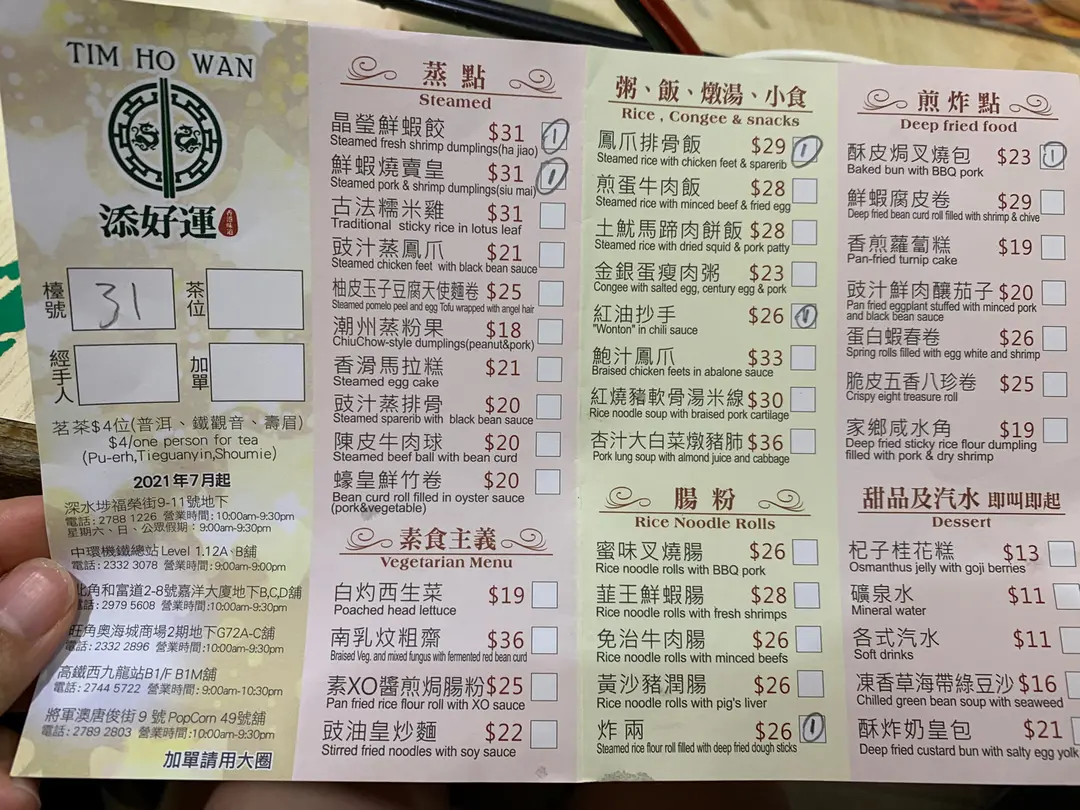 TIM HO WAN
添好運
香港味道
檯號
31
茶位
經手人
加單
茗茶$4位(普洱、鐵觀音、壽眉)
$4/one person for tea
(Pu-erh,Tieguanyin,Shoumie)
2021年7月起
深水埗福榮街9-11號地下
電話:2788 1226 營業時間:10:00am-9:30pm
星期六、日、公眾假期:9:00am-9:30pm
中環機鐵總站 Level 1.12A、B舖
電話:2332 3078 營業時間:9:00am-9:00pm
北角和富道2-8號嘉洋大廈地下B,C,D舖
電話:2979 5608 營業時間:10:00am-9:30pm
旺角奧海城商場2期地下G72A-C舖
電話:2332 2896 營業時間:10:00am-9:30pm
高鐵西九龍站B1/F B1M舖
電話:2744 5722 營業時間:9:00am-10:30pm
將軍澳唐俊街9號 PopCorn 49號舖
電話:2789 2803 營業時間:10:00am-9:30pm
加單請用大圈
蒸點
Steamed
晶瑩鮮蝦餃 $31 1
Steamed fresh shrimp dumplings(ha jiao)
鮮蝦燒賣皇 $31 1
Steamed pork & shrimp dumplings(siu mai)
古法糯米雞 $31
Traditional sticky rice in lotus leaf
豉汁蒸鳳爪 $21
Steamed chicken feet with black bean sauce
柚皮玉子豆腐天使麵卷 $25
Steamed pomelo peel and egg Tofu wrapped with angel hair
潮州蒸粉果 $18
ChiuChow-style dumplings(peanut&pork)
香滑馬拉糕 $21
Steamed egg cake
豉汁蒸排骨 $20
Steamed sparerib with black bean sauce
陳皮牛肉球 $20
Steamed beef ball with bean curd
蠔皇鮮竹卷 $20
Bean curd roll filled in oyster sauce
(pork&vegetable)
素食主義
Vegetarian Menu
白灼西生菜 $19
Poached head lettuce
南乳炆粗齋 $36
Braised Veg. and mixed fungus with fermented red bean curd
素XO醬煎焗腸粉 $25
Pan fried rice flour roll with XO sauce
豉油皇炒麵 $22
Stirred fried noodles with soy sauce
粥、飯、燉湯、小食
Rice , Congee & snacks
鳳爪排骨飯 $29 1
Steamed rice with chicken feet & sparerib
煎蛋牛肉飯 $28
Steamed rice with minced beef & fried egg
土魷馬蹄肉餅飯 $28
Steamed rice with dried squid & pork patty
金銀蛋瘦肉粥 $23
Congee with salted egg, century egg & pork
紅油抄手 $26 1
"Wonton" in chili sauce
鮑汁鳳爪 $33
Braised chicken feets in abalone sauce
紅燒豬軟骨湯米線 $30
Rice noodle soup with braised pork cartilage
杏汁大白菜燉豬肺 $36
Pork lung soup with almond juice and cabbage
腸粉
Rice Noodle Rolls
蜜味叉燒腸 $26
Rice noodle rolls with BBQ pork
韮王鮮蝦腸 $28
Rice noodle rolls with fresh shrimps
免治牛肉腸 $26
Rice noodle rolls with minced beefs
黃沙豬潤腸 $26
Rice noodle rolls with pig's liver
炸兩 $26 1
Steamed rice flour roll filled with deep fried dough sticks
煎炸點
Deep fried food
酥皮焗叉燒包 $23 1
Baked bun with BBQ pork
鮮蝦腐皮卷 $29
Deep fried bean curd roll filled with shrimp & chive
香煎蘿蔔糕 $19
Pan-fried turnip cake
豉汁鮮肉釀茄子 $20
Pan fried eggplant stuffed with minced pork
and black bean sauce
蛋白蝦春卷 $26
Spring rolls filled with egg white and shrimp
脆皮五香八珍卷 $25
Crispy eight treasure roll
家鄉咸水角 $19
Deep fried sticky rice flour dumpling
filled with pork & dry shrimp
甜品及汽水 即叫即起
Dessert
杞子桂花糕 $13
Osmanthus jelly with goji berries
礦泉水 $11
Mineral water
各式汽水 $11
Soft drinks
凍香草海帶綠豆沙 $16
Chilled green bean soup with seaweed
酥炸奶皇包 $21
Deep fried custard bun with salty egg yolk